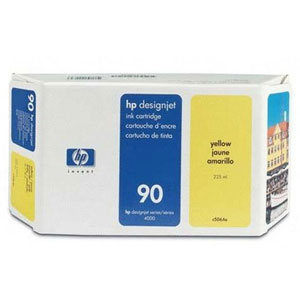 90
hp
invent
hp designjet
ink cartridge
cartouche d'encre
cartucho de tinta
90
hp designjet series/séries
4000
yellow
jaune
amarillo
225 ml
c5064a